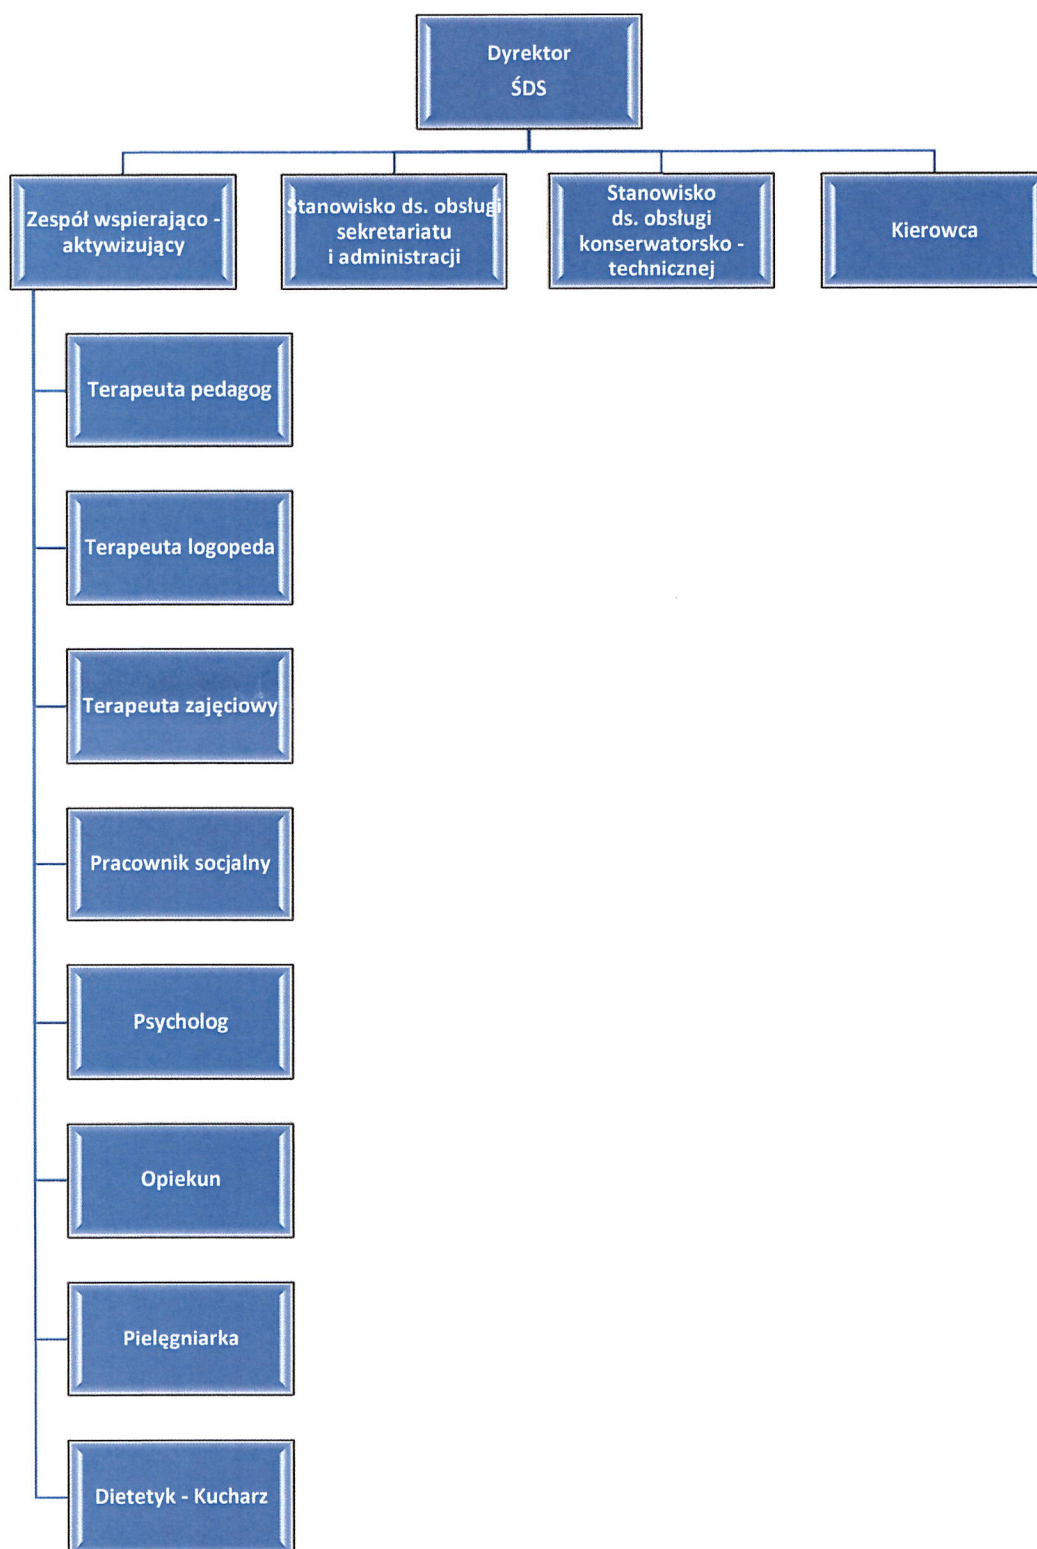 Dyrektor
ŚDS
Zespół wspierająco -
aktywizujący
Stanowisko ds. obsługi
sekretariatu
i administracji
Stanowisko
ds. obsługi
konserwatorsko -
technicznej
Kierowca
Terapeuta pedagog
Terapeuta logopeda
Terapeuta zajęciowy
Pracownik socjalny
Psycholog
Opiekun
Pielęgniarka
Dietetyk - Kucharz